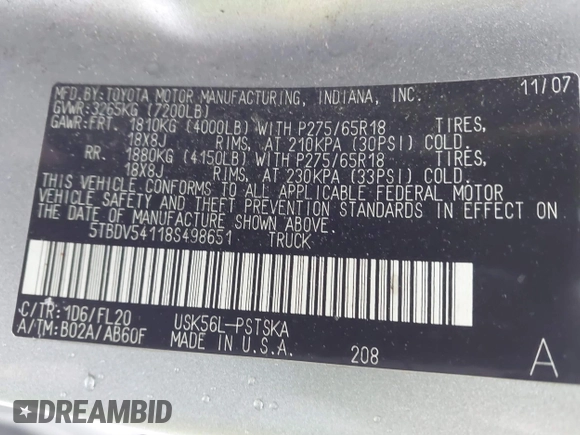 MFD.BY:TOYOTA MOTOR MANUFACTURING, INDIANA, INC. 11/07
GVWR:3265KG (7200LB)
GAWR:FRT. 1810KG (4000LB) WITH P275/65R18 TIRES,
18X8J RIMS, AT 210KPA (30PSI) COLD.
RR. 1880KG (4150LB) WITH P275/65R18 TIRES,
18X8J RIMS, AT 230KPA (33PSI) COLD.
THIS VEHICLE CONFORMS TO ALL APPLICABLE FEDERAL MOTOR
VEHICLE SAFETY AND THEFT PREVENTION STANDARDS IN EFFECT ON
THE DATE OF MANUFACTURE SHOWN ABOVE.
5TBDV54118S498651 TRUCK
C/TR:1D6/FL20 USK56L-PSTSKA
A/TM:B02A/AB60F MADE IN U.S.A. 208 A
DREAMBID